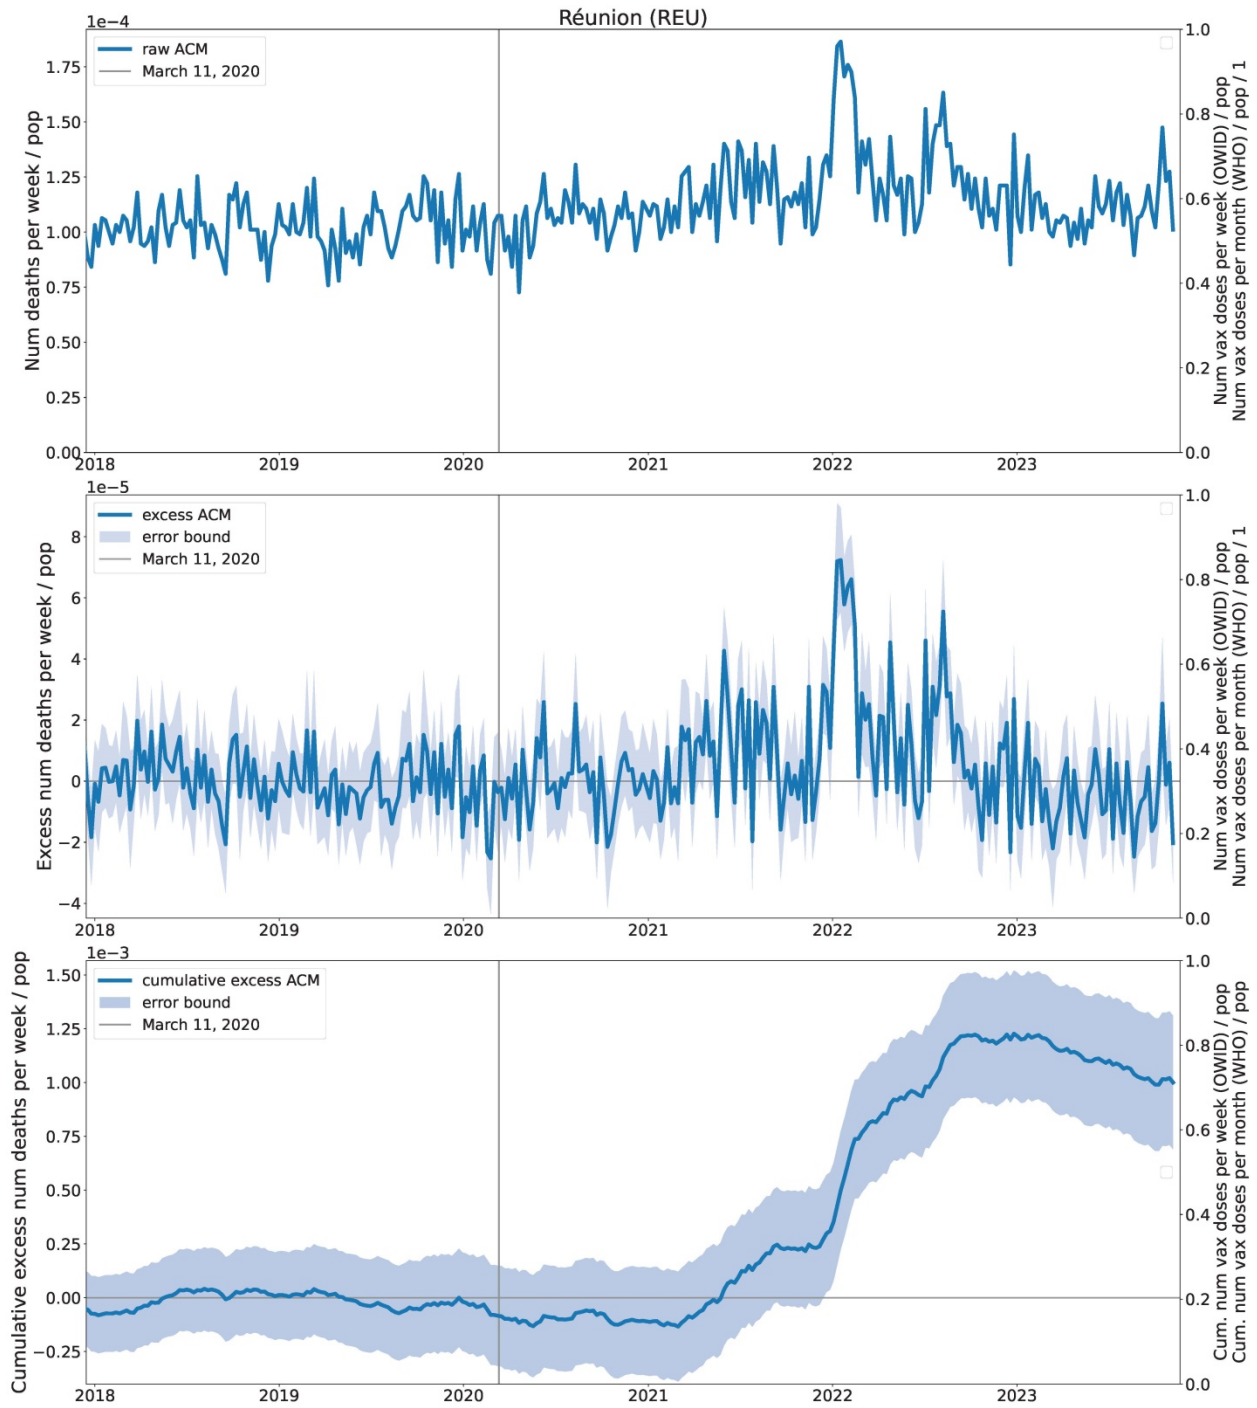 Réunion (REU)
1e−4
raw ACM
March 11, 2020
Num deaths per week / pop
1.75
1.50
1.25
1.00
0.75
0.50
0.25
0.00
1.0
0.8
0.6
0.4
0.2
0.0
Num vax doses per week (OWID) / pop
Num vax doses per month (WHO) / pop / 1
2018 2019 2020 2021 2022 2023
1e−5
excess ACM
error bound
March 11, 2020
Excess num deaths per week / pop
8
6
4
2
0
−2
−4
1.0
0.8
0.6
0.4
0.2
0.0
Num vax doses per week (OWID) / pop
Num vax doses per month (WHO) / pop / 1
2018 2019 2020 2021 2022 2023
1e−3
cumulative excess ACM
error bound
March 11, 2020
Cumulative excess num deaths per week / pop
1.50
1.25
1.00
0.75
0.50
0.25
0.00
−0.25
1.0
0.8
0.6
0.4
0.2
0.0
Cum. num vax doses per week (OWID) / pop
Cum. num vax doses per month (WHO) / pop
2018 2019 2020 2021 2022 2023